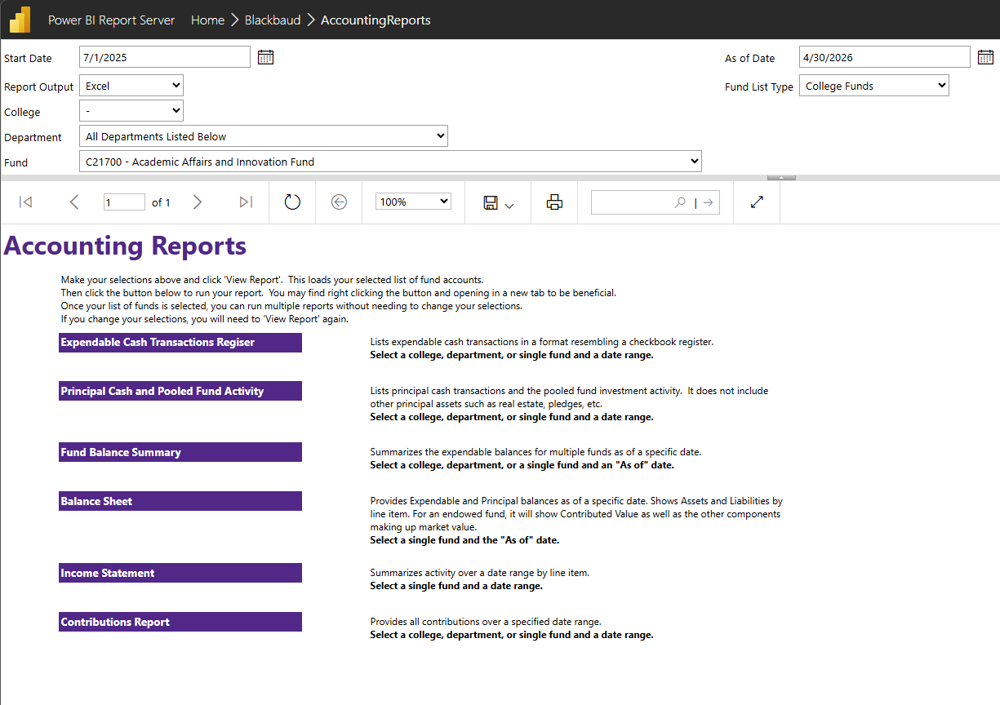 Power BI Report Server Home Blackbaud AccountingReports
Start Date 7/1/2025 As of Date 4/30/2026
Report Output Excel Fund List Type College Funds
College -
Department All Departments Listed Below
Fund C21700 - Academic Affairs and Innovation Fund
1 of 1 100% |
Accounting Reports
Make your selections above and click 'View Report'. This loads your selected list of fund accounts.
Then click the button below to run your report. You may find right clicking the button and opening in a new tab to be beneficial.
Once your list of funds is selected, you can run multiple reports without needing to change your selections.
If you change your selections, you will need to 'View Report' again.
Expendable Cash Transactions Regiser
Lists expendable cash transactions in a format resembling a checkbook register.
Select a college, department, or single fund and a date range.
Principal Cash and Pooled Fund Activity
Lists principal cash transactions and the pooled fund investment activity. It does not include
other principal assets such as real estate, pledges, etc.
Select a college, department, or single fund and a date range.
Fund Balance Summary
Summarizes the expendable balances for multiple funds as of a specific date.
Select a college, department, or a single fund and an "As of" date.
Balance Sheet
Provides Expendable and Principal balances as of a specific date. Shows Assets and Liabilities by
line item. For an endowed fund, it will show Contributed Value as well as the other components
making up market value.
Select a single fund and the "As of" date.
Income Statement
Summarizes activity over a date range by line item.
Select a single fund and a date range.
Contributions Report
Provides all contributions over a specified date range.
Select a college, department, or single fund and a date range.